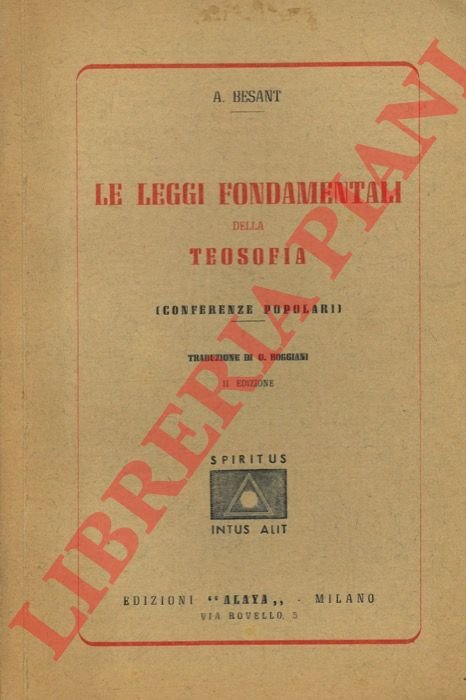 A. BESANT
LE LEGGI FONDAMENTALI
DELLA
TEOSOFIA
(CONFERENZE POPOLARI)
TRADUZIONE DI O. BOGGIANI
II EDIZIONE
SPIRITUS
INTUS ALIT
EDIZIONI “ALAYA„ - MILANO
VIA ROVELLO, 5
LIBRERIA PIANI